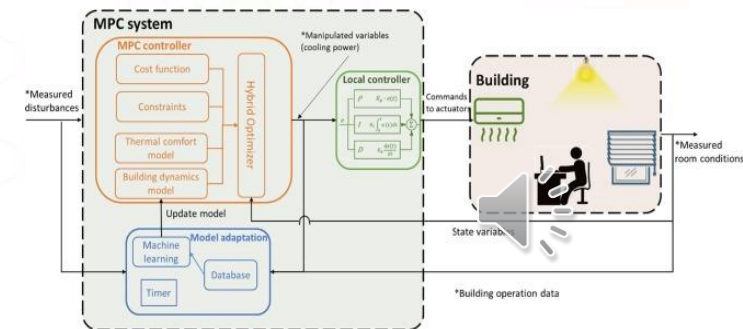 MPC system
MPC controller
Cost function
Constraints
Thermal comfort
model
Building dynamics
model
Hybrid Optimizer
*Manipulated variables
(cooling power)
Local controller
P
I
D
Commands
to actuators
Building
*Measured
disturbances
*Measured
room conditions
Update model
State variables
Model adaptation
Machine
learning
Database
Timer
*Building operation data